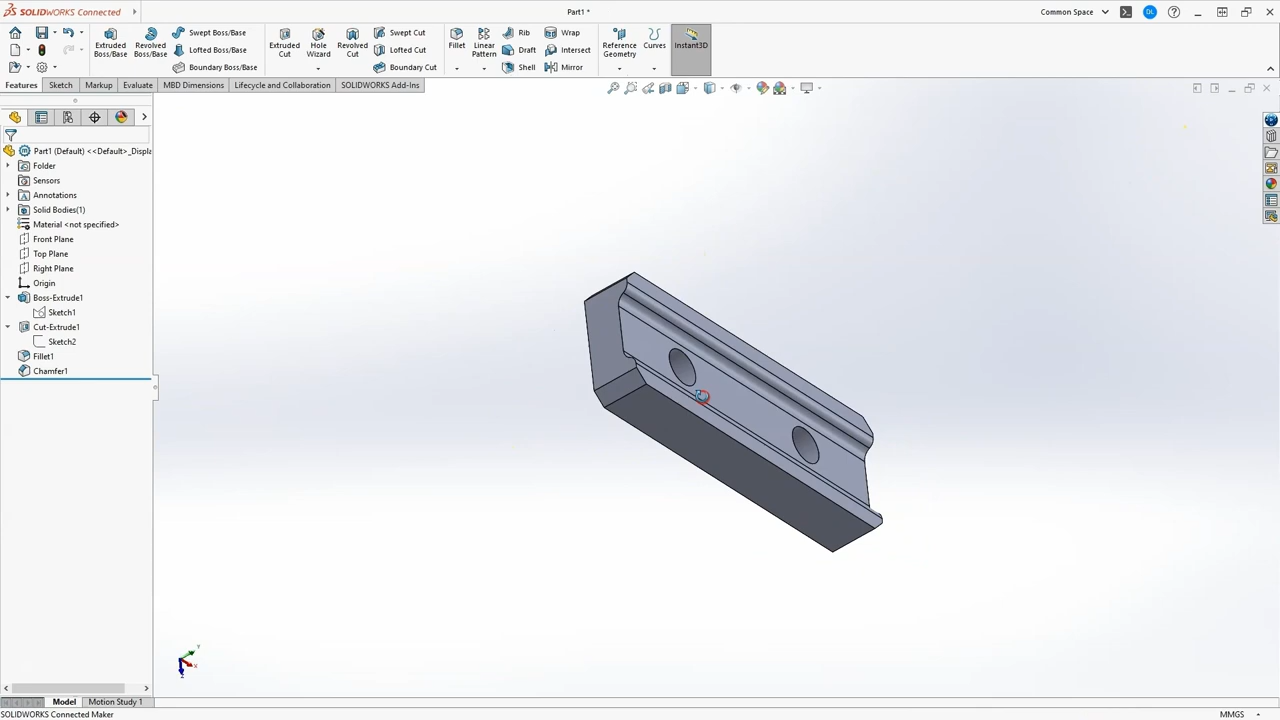 SOLIDWORKS Connected
Part1 *
Common Space
DL
Extruded Boss/Base
Revolved Boss/Base
Swept Boss/Base
Lofted Boss/Base
Boundary Boss/Base
Extruded Cut
Hole Wizard
Revolved Cut
Swept Cut
Lofted Cut
Boundary Cut
Fillet
Linear Pattern
Rib
Draft
Shell
Wrap
Intersect
Mirror
Reference Geometry
Curves
Instant3D
Features
Sketch
Markup
Evaluate
MBD Dimensions
Lifecycle and Collaboration
SOLIDWORKS Add-Ins
Part1 (Default) <<Default>_Displa
Folder
Sensors
Annotations
Solid Bodies(1)
Material <not specified>
Front Plane
Top Plane
Right Plane
Origin
Boss-Extrude1
Sketch1
Cut-Extrude1
Sketch2
Fillet1
Chamfer1
Y
X
Z
Model
Motion Study 1
SOLIDWORKS Connected Maker
MMGS